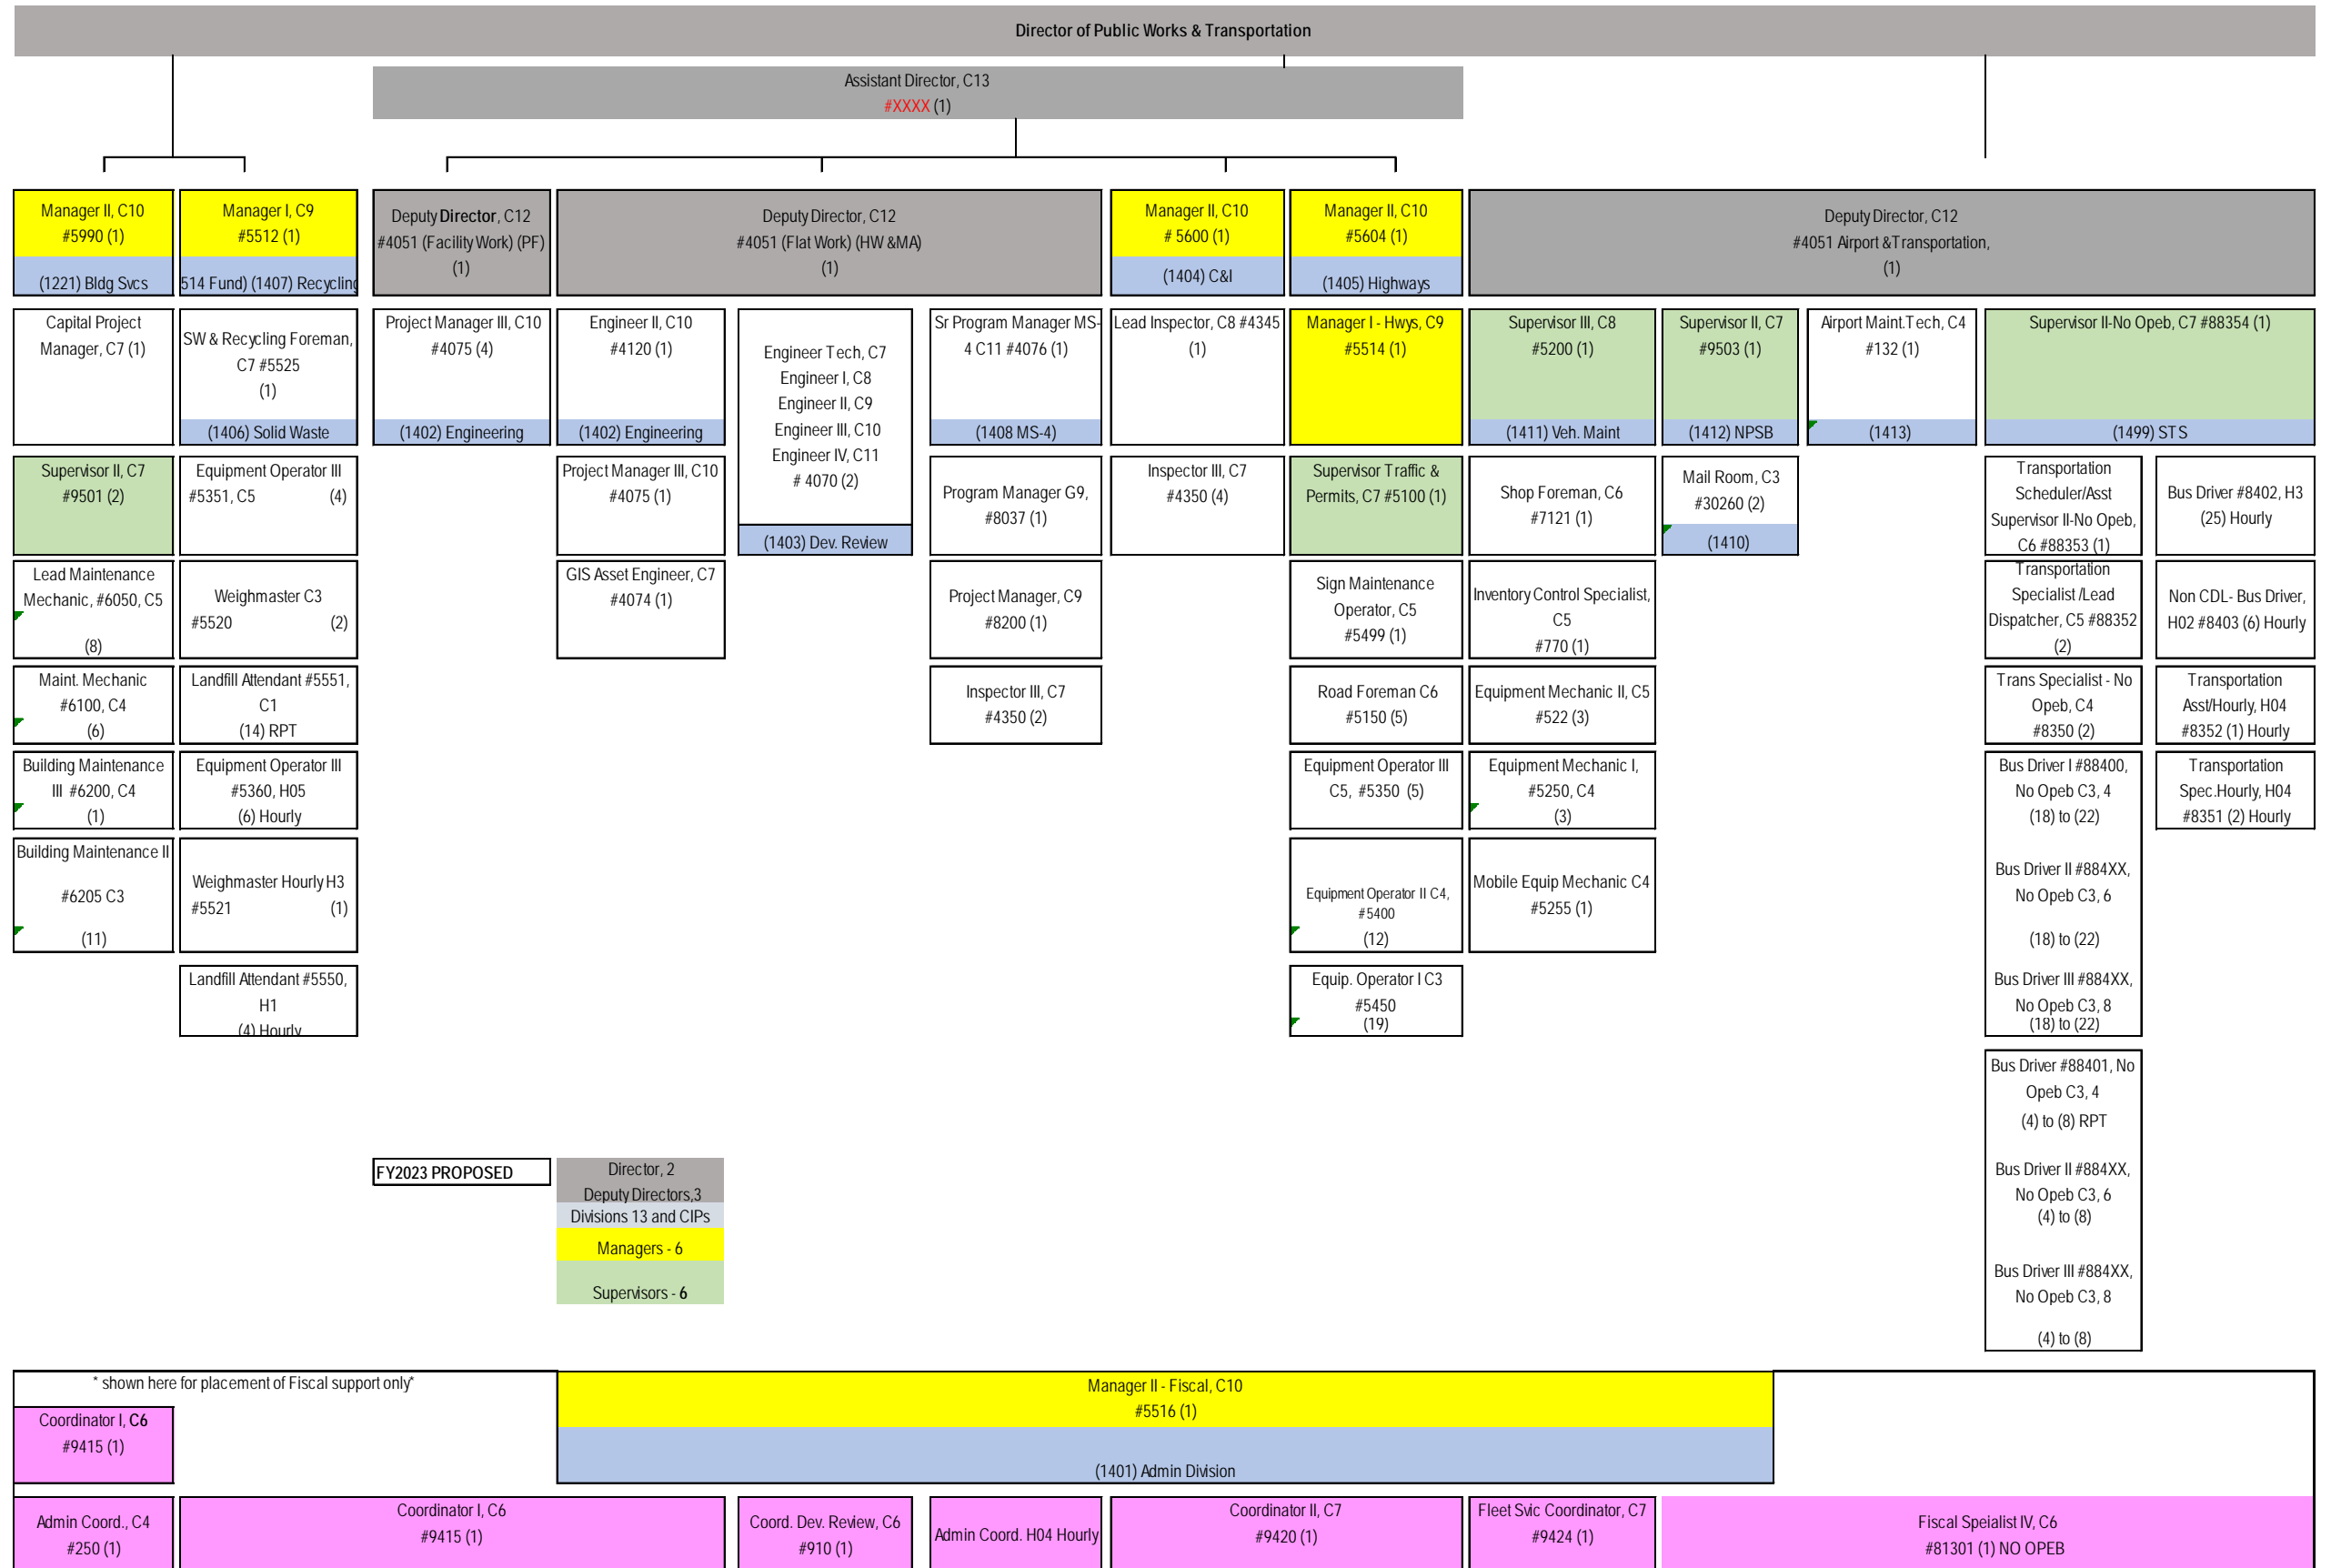 Director of Public Works & Transportation
Assistant Director, C13
#XXXX (1)
Manager II, C10
#5990 (1)
(1221) Bldg Svcs
Manager I, C9
#5512 (1)
514 Fund) (1407) Recycling
Deputy Director, C12
#4051 (Facility Work) (PF)
(1)
Deputy Director, C12
#4051 (Flat Work) (HW &MA)
(1)
Manager II, C10
# 5600 (1)
(1404) C&I
Manager II, C10
#5604 (1)
(1405) Highways
Deputy Director, C12
#4051 Airport &Transportation,
(1)
Capital Project
Manager, C7 (1)
SW & Recycling Foreman,
C7 #5525
(1)
(1406) Solid Waste
Project Manager III, C10
#4075 (4)
(1402) Engineering
Engineer II, C10
#4120 (1)
(1402) Engineering
Engineer Tech, C7
Engineer I, C8
Engineer II, C9
Engineer III, C10
Engineer IV, C11
# 4070 (2)
(1403) Dev. Review
Sr Program Manager MS-
4 C11 #4076 (1)
(1408 MS-4)
Lead Inspector, C8 #4345
(1)
Manager I - Hwys, C9
#5514 (1)
Supervisor III, C8
#5200 (1)
(1411) Veh. Maint
Supervisor II, C7
#9503 (1)
(1412) NPSB
Airport Maint.Tech, C4
#132 (1)
(1413)
Supervisor II-No Opeb, C7 #88354 (1)
(1499) STS
Supervisor II, C7
#9501 (2)
Equipment Operator III
#5351, C5 (4)
Project Manager III, C10
#4075 (1)
Program Manager G9,
#8037 (1)
Inspector III, C7
#4350 (4)
Supervisor Traffic &
Permits, C7 #5100 (1)
Shop Foreman, C6
#7121 (1)
Mail Room, C3
#30260 (2)
(1410)
Transportation
Scheduler/Asst
Supervisor II-No Opeb,
C6 #88353 (1)
Bus Driver #8402, H3
(25) Hourly
Lead Maintenance
Mechanic, #6050, C5
(8)
Weighmaster C3
#5520 (2)
GIS Asset Engineer, C7
#4074 (1)
Project Manager, C9
#8200 (1)
Sign Maintenance
Operator, C5
#5499 (1)
Inventory Control Specialist,
C5
#770 (1)
Transportation
Specialist /Lead
Dispatcher, C5 #88352
(2)
Non CDL- Bus Driver,
H02 #8403 (6) Hourly
Maint. Mechanic
#6100, C4
(6)
Landfill Attendant #5551,
C1
(14) RPT
Inspector III, C7
#4350 (2)
Road Foreman C6
#5150 (5)
Equipment Mechanic II, C5
#522 (3)
Trans Specialist - No
Opeb, C4
#8350 (2)
Transportation
Asst/Hourly, H04
#8352 (1) Hourly
Building Maintenance
III #6200, C4
(1)
Equipment Operator III
#5360, H05
(6) Hourly
Equipment Operator III
C5, #5350 (5)
Equipment Mechanic I,
#5250, C4
(3)
Bus Driver I #88400,
No Opeb C3, 4
(18) to (22)
Bus Driver II #884XX,
No Opeb C3, 6
(18) to (22)
Bus Driver III #884XX,
No Opeb C3, 8
(18) to (22)
Transportation
Spec.Hourly, H04
#8351 (2) Hourly
Building Maintenance II
#6205 C3
(11)
Weighmaster Hourly H3
#5521 (1)
Equipment Operator II C4,
#5400
(12)
Mobile Equip Mechanic C4
#5255 (1)
Landfill Attendant #5550,
H1
(4) Hourly
Equip. Operator I C3
#5450
(19)
Bus Driver #88401, No
Opeb C3, 4
(4) to (8) RPT
Bus Driver II #884XX,
No Opeb C3, 6
(4) to (8)
Bus Driver III #884XX,
No Opeb C3, 8
(4) to (8)
FY2023 PROPOSED
Director, 2
Deputy Directors,3
Divisions 13 and CIPs
Managers - 6
Supervisors - 6
* shown here for placement of Fiscal support only*
Manager II - Fiscal, C10
#5516 (1)
(1401) Admin Division
Coordinator I, C6
#9415 (1)
Admin Coord., C4
#250 (1)
Coordinator I, C6
#9415 (1)
Coord. Dev. Review, C6
#910 (1)
Admin Coord. H04 Hourly
Coordinator II, C7
#9420 (1)
Fleet Svic Coordinator, C7
#9424 (1)
Fiscal Speialist IV, C6
#81301 (1) NO OPEB